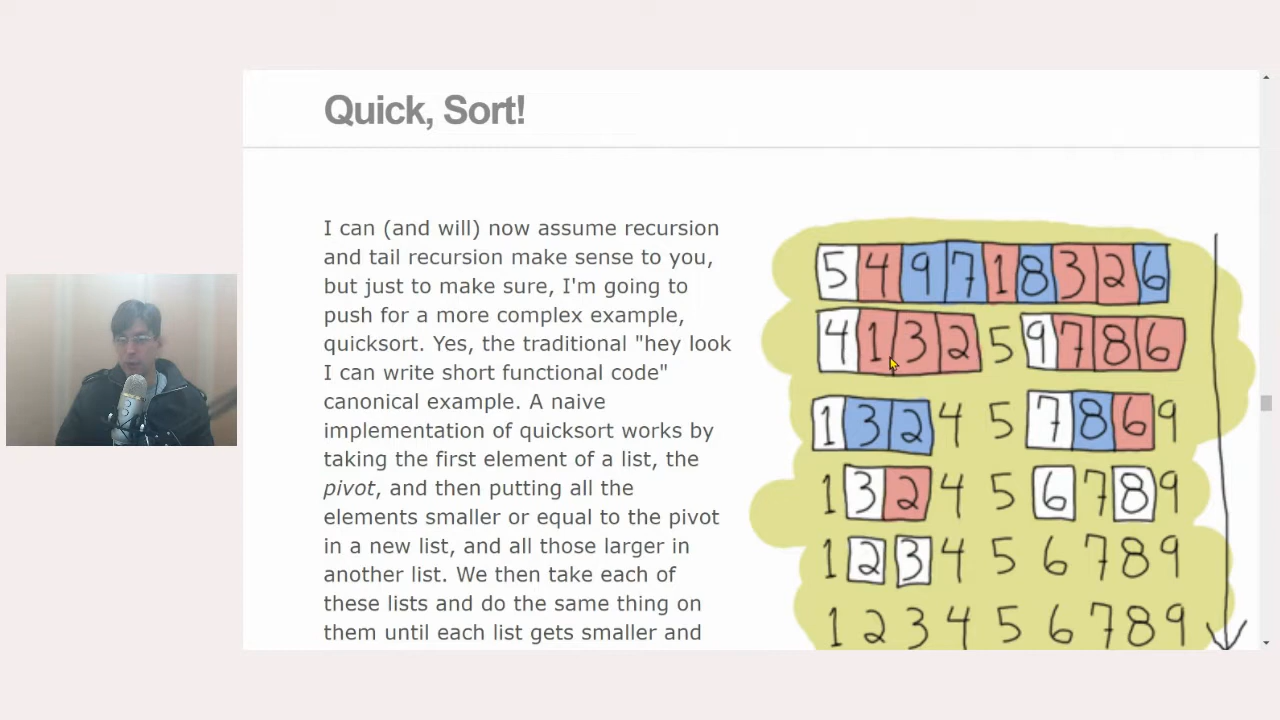 Quick, Sort!
I can (and will) now assume recursion
and tail recursion make sense to you,
but just to make sure, I'm going to
push for a more complex example,
quicksort. Yes, the traditional "hey look
I can write short functional code"
canonical example. A naive
implementation of quicksort works by
taking the first element of a list, the
pivot, and then putting all the
elements smaller or equal to the pivot
in a new list, and all those larger in
another list. We then take each of
these lists and do the same thing on
them until each list gets smaller and
5 4 9 7 1 8 3 2 6
4 1 3 2 5 9 7 8 6
1 3 2 4 5 7 8 6 9
1 3 2 4 5 6 7 8 9
1 2 3 4 5 6 7 8 9
1 2 3 4 5 6 7 8 9